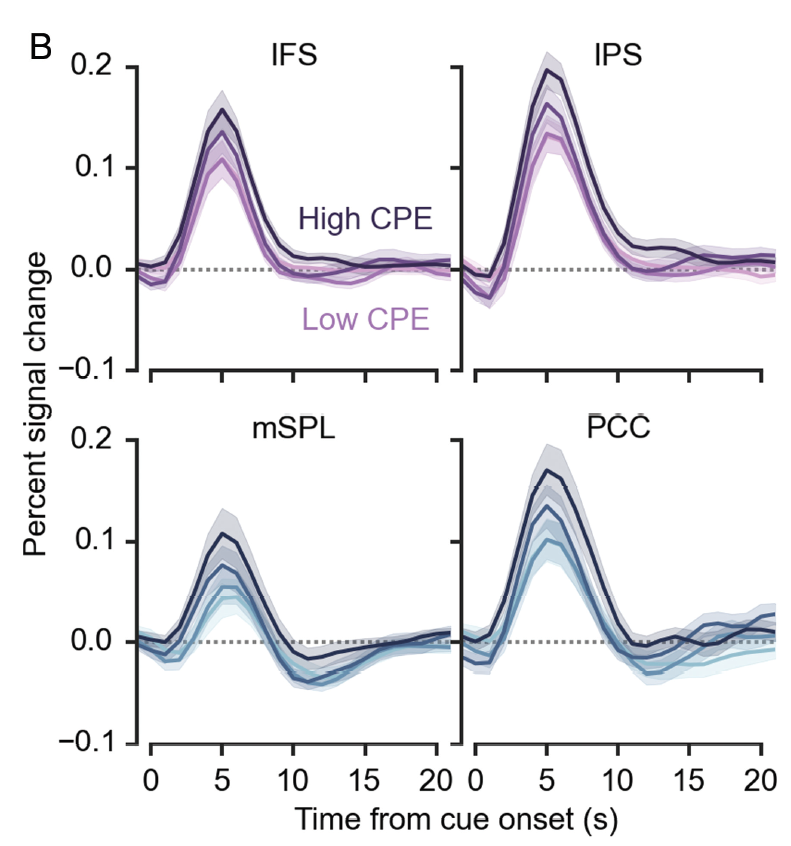 B
IFS
IPS
0.2
0.1
0.0
−0.1
High CPE
Low CPE
Percent signal change
mSPL
PCC
0.2
0.1
0.0
−0.1
0 5 10 15 20
0 5 10 15 20
Time from cue onset (s)